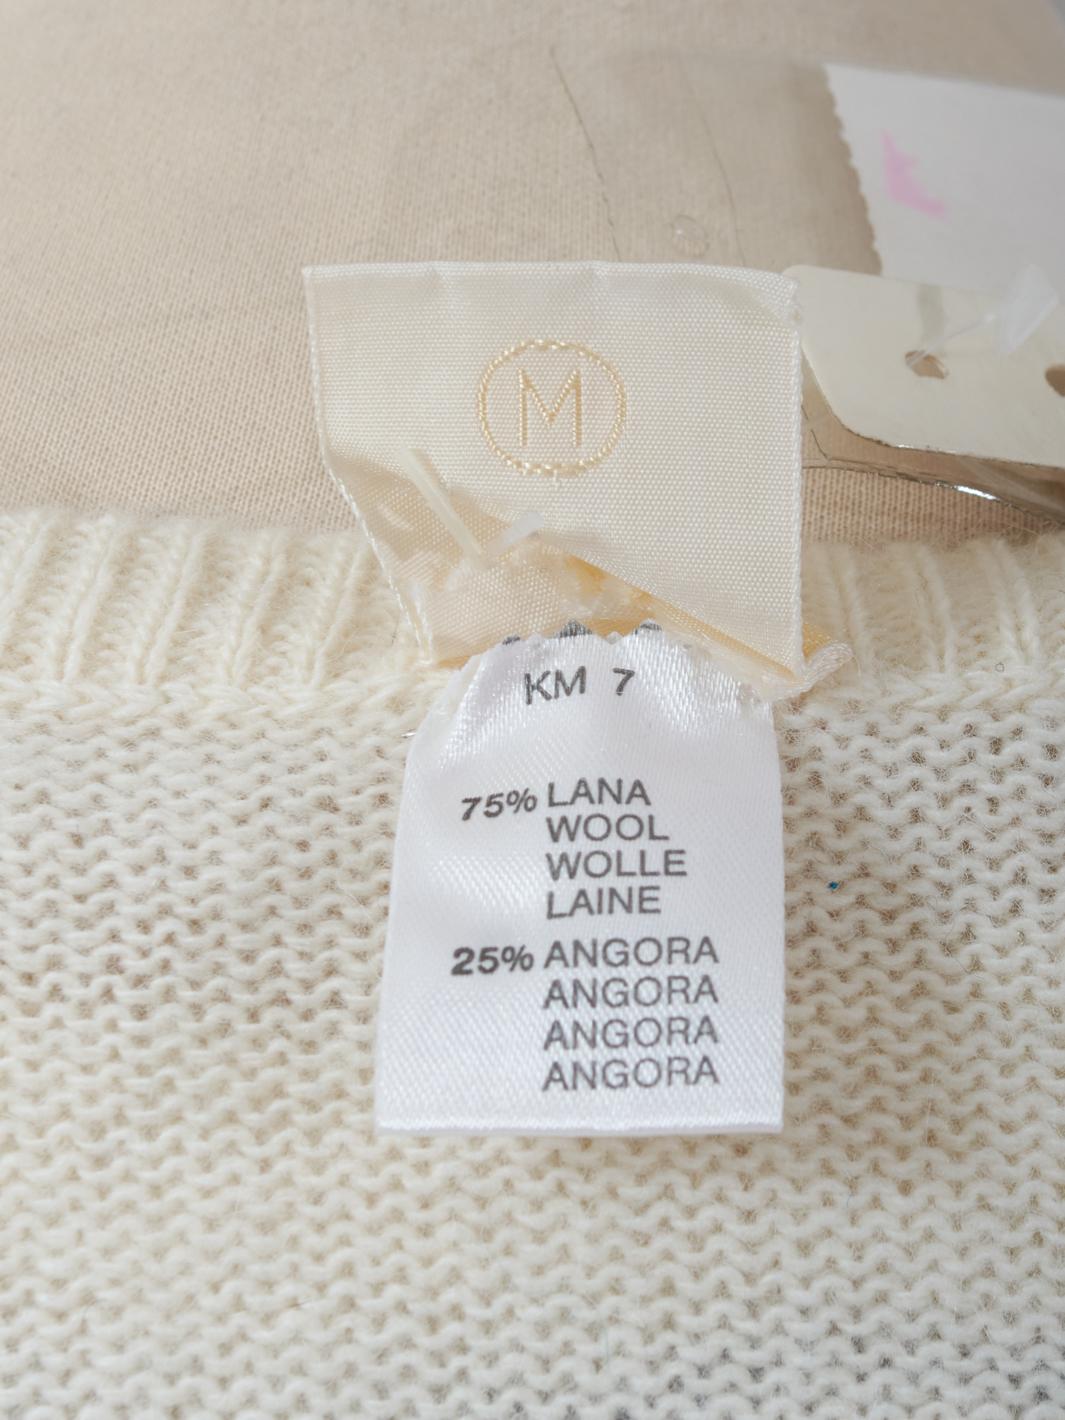 M
KM 7
75% LANA
WOOL
WOLLE
LAINE
25% ANGORA
ANGORA
ANGORA
ANGORA